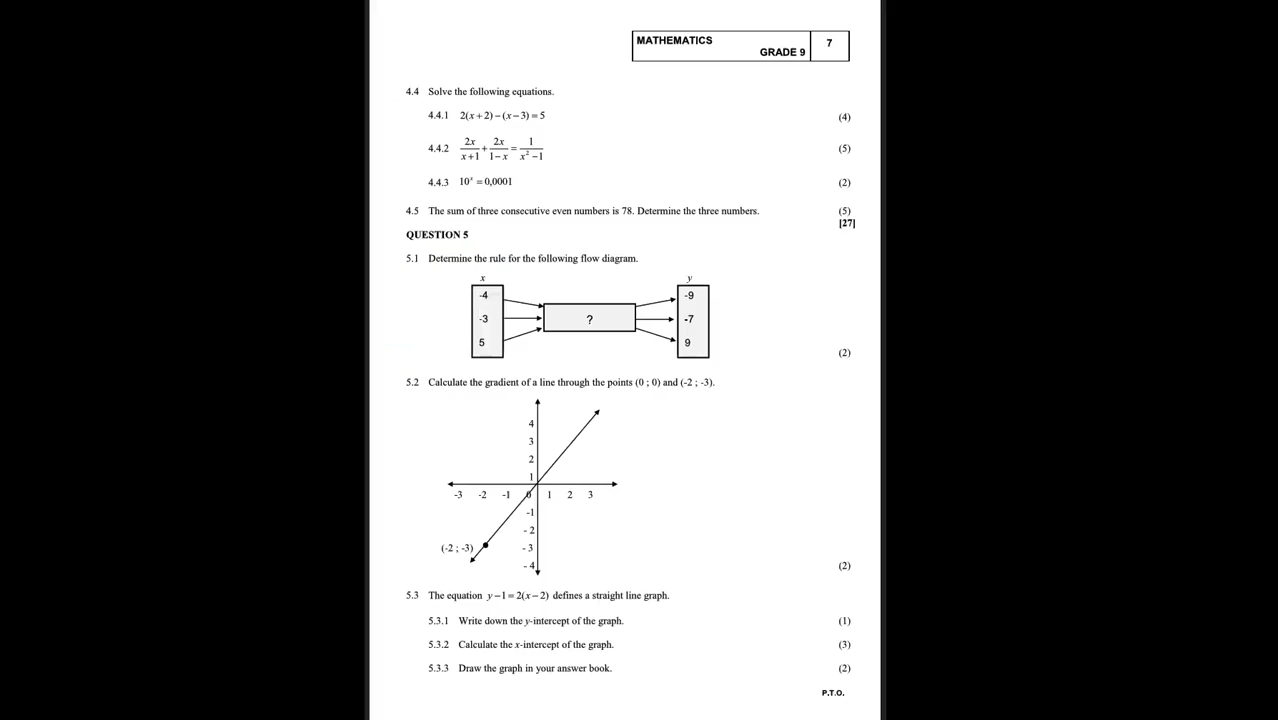 MATHEMATICS
GRADE 9
7
4.4 Solve the following equations.
4.4.1 2(x + 2) − (x − 3) = 5 (4)
4.4.2 2x/(x + 1) + 2x/(1 − x) = 1/(x² − 1) (5)
4.4.3 10ˣ = 0,0001 (2)
4.5 The sum of three consecutive even numbers is 78. Determine the three numbers. (5)
[27]
QUESTION 5
5.1 Determine the rule for the following flow diagram.
x y
-4 -9
-3 ? -7
5 9
(2)
5.2 Calculate the gradient of a line through the points (0 ; 0) and (-2 ; -3).
4
3
2
1
-3 -2 -1 0 1 2 3
-1
- 2
(-2 ; -3) - 3
- 4 (2)
5.3 The equation y − 1 = 2(x − 2) defines a straight line graph.
5.3.1 Write down the y-intercept of the graph. (1)
5.3.2 Calculate the x-intercept of the graph. (3)
5.3.3 Draw the graph in your answer book. (2)
P.T.O.